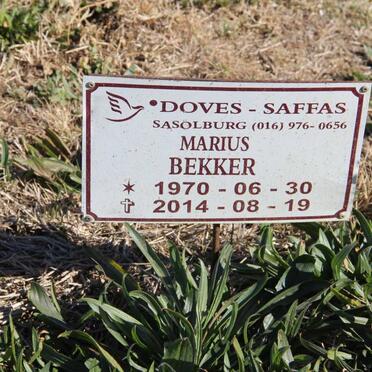 DOVES - SAFFAS
SASOLBURG (016) 976-0656
MARIUS
BEKKER
1970 - 06 - 30
2014 - 08 - 19